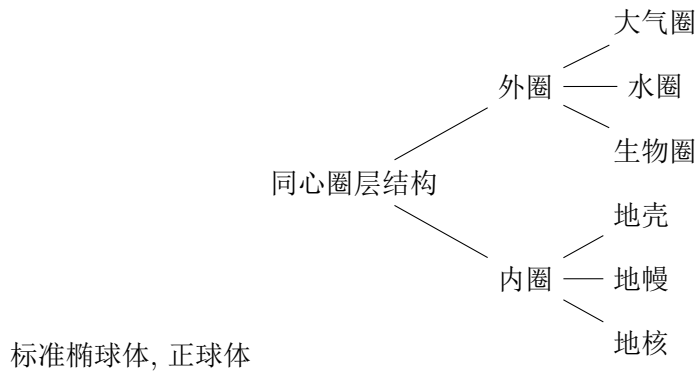 大气圈
外圈
水圈
生物圈
同心圈层结构
地壳
内圈
地幔
地核
标准椭球体, 正球体